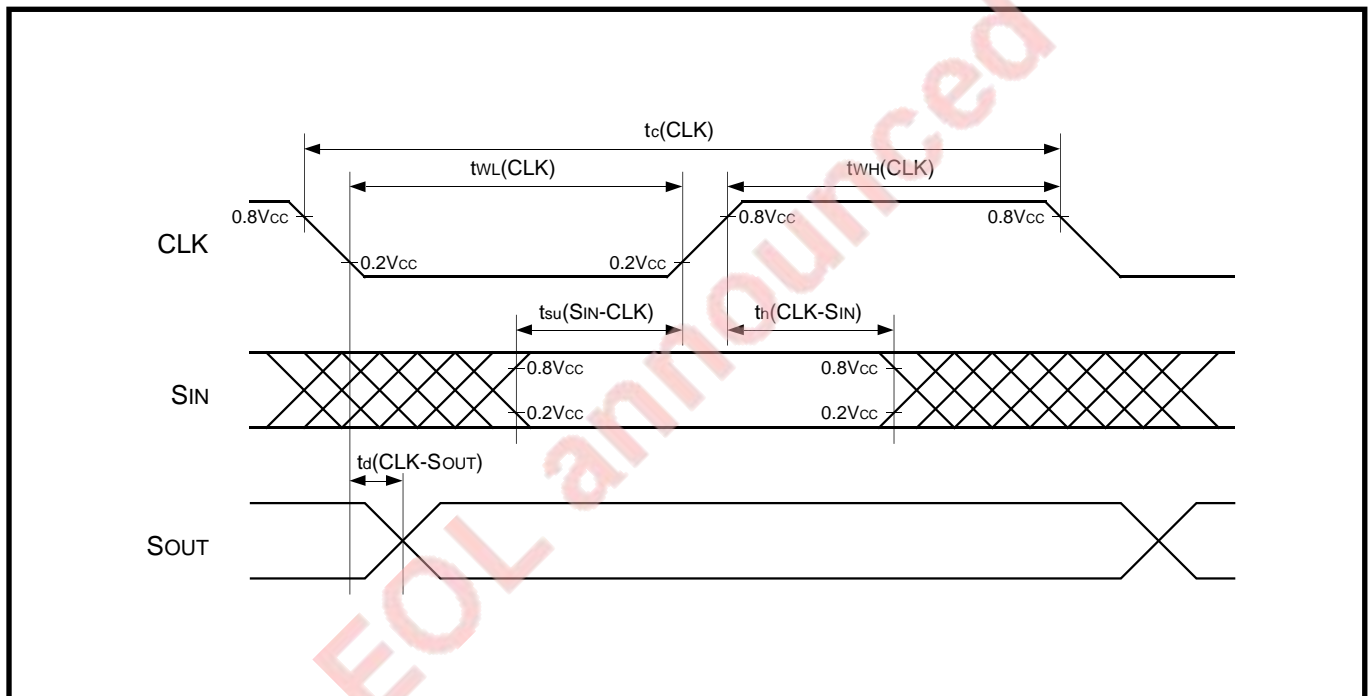 tc(CLK)
tWL(CLK) tWH(CLK)
0.8VCC 0.8VCC 0.8VCC
CLK
0.2VCC 0.2VCC
tsu(SIN-CLK) th(CLK-SIN)
0.8VCC 0.8VCC
SIN
0.2VCC 0.2VCC
td(CLK-SOUT)
SOUT
EOL announced